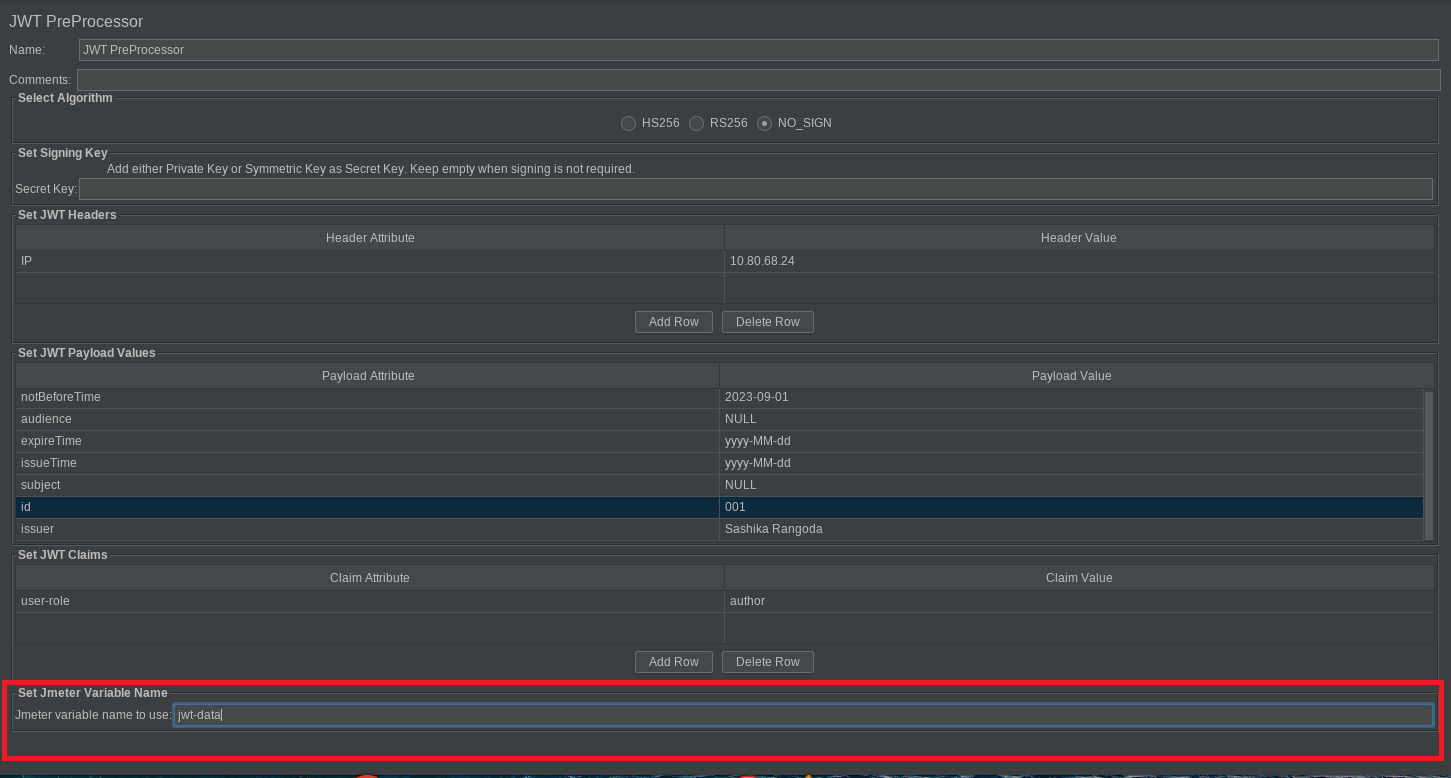 JWT PreProcessor
Name: JWT PreProcessor
Comments:
Select Algorithm
HS256 RS256 NO_SIGN
Set Signing Key
Add either Private Key or Symmetric Key as Secret Key. Keep empty when signing is not required.
Secret Key:
Set JWT Headers
Header Attribute Header Value
IP 10.80.68.24
Add Row Delete Row
Set JWT Payload Values
Payload Attribute Payload Value
notBeforeTime 2023-09-01
audience NULL
expireTime yyyy-MM-dd
issueTime yyyy-MM-dd
subject NULL
id 001
issuer Sashika Rangoda
Set JWT Claims
Claim Attribute Claim Value
user-role author
Add Row Delete Row
Set Jmeter Variable Name
Jmeter variable name to use: jwt-data